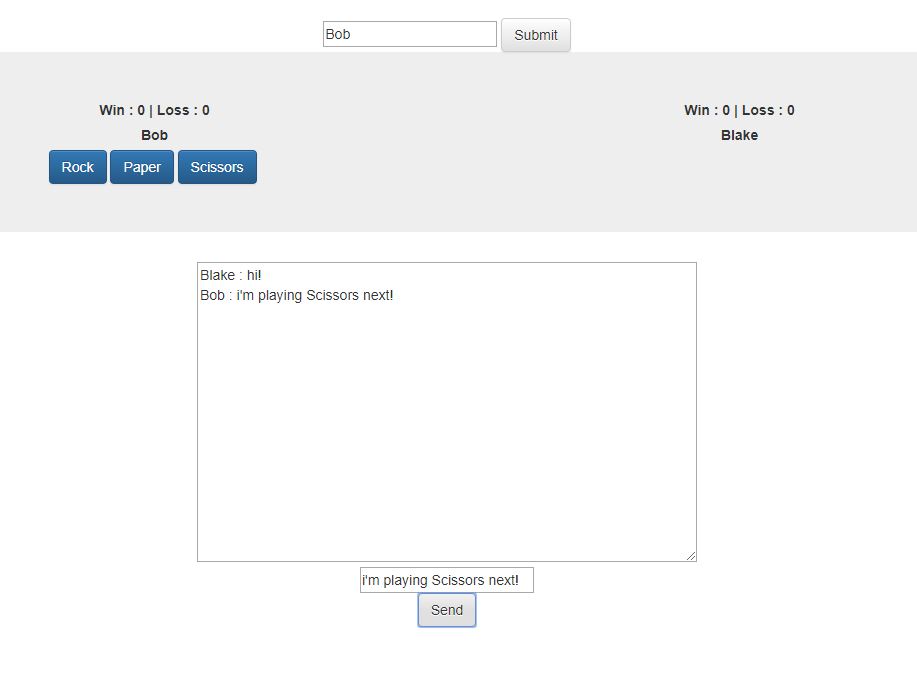 Bob Submit
Win : 0 | Loss : 0 Win : 0 | Loss : 0
Bob Blake
Rock Paper Scissors
Blake : hi!
Bob : i'm playing Scissors next!
i'm playing Scissors next!
Send